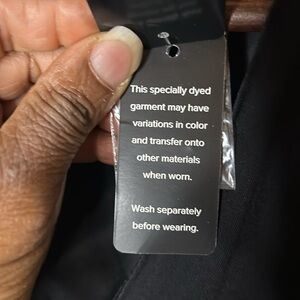 This specially dyed
garment may have
variations in color
and transfer onto
other materials
when worn.
Wash separately
before wearing.